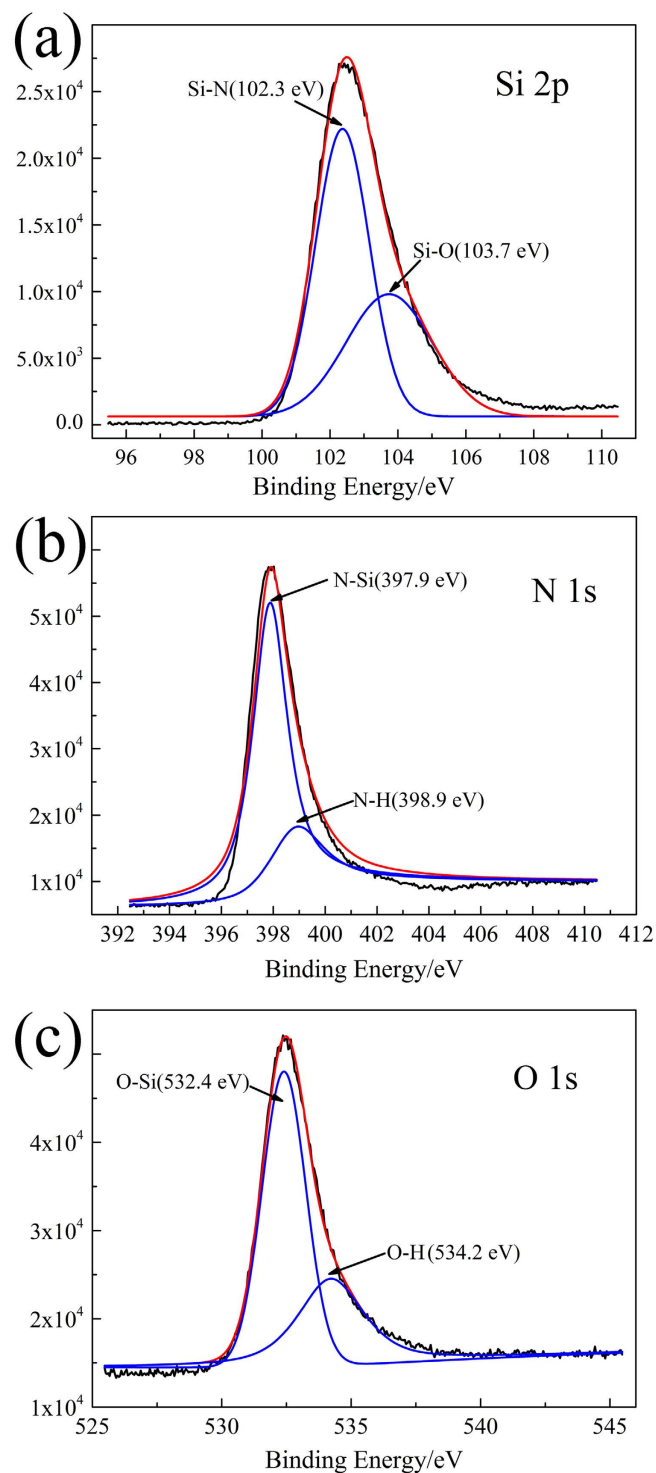 (a)
Si 2p
Si-N(102.3 eV)
Si-O(103.7 eV)
2.5x10⁴
2.0x10⁴
1.5x10⁴
1.0x10⁴
5.0x10³
0.0
96 98 100 102 104 106 108 110
Binding Energy/eV
(b)
N 1s
N-Si(397.9 eV)
N-H(398.9 eV)
5x10⁴
4x10⁴
3x10⁴
2x10⁴
1x10⁴
392 394 396 398 400 402 404 406 408 410 412
Binding Energy/eV
(c)
O 1s
O-Si(532.4 eV)
O-H(534.2 eV)
4x10⁴
3x10⁴
2x10⁴
1x10⁴
525 530 535 540 545
Binding Energy/eV